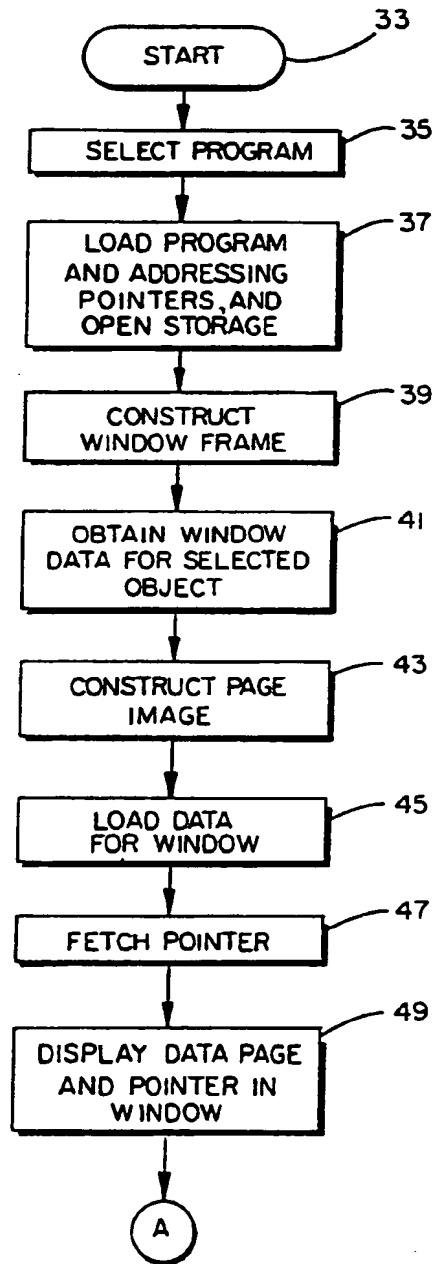 33
START
35
SELECT PROGRAM
37
LOAD PROGRAM
AND ADDRESSING
POINTERS, AND
OPEN STORAGE
39
CONSTRUCT
WINDOW FRAME
41
OBTAIN WINDOW
DATA FOR SELECTED
OBJECT
43
CONSTRUCT PAGE
IMAGE
45
LOAD DATA
FOR WINDOW
47
FETCH POINTER
49
DISPLAY DATA PAGE
AND POINTER IN
WINDOW
A